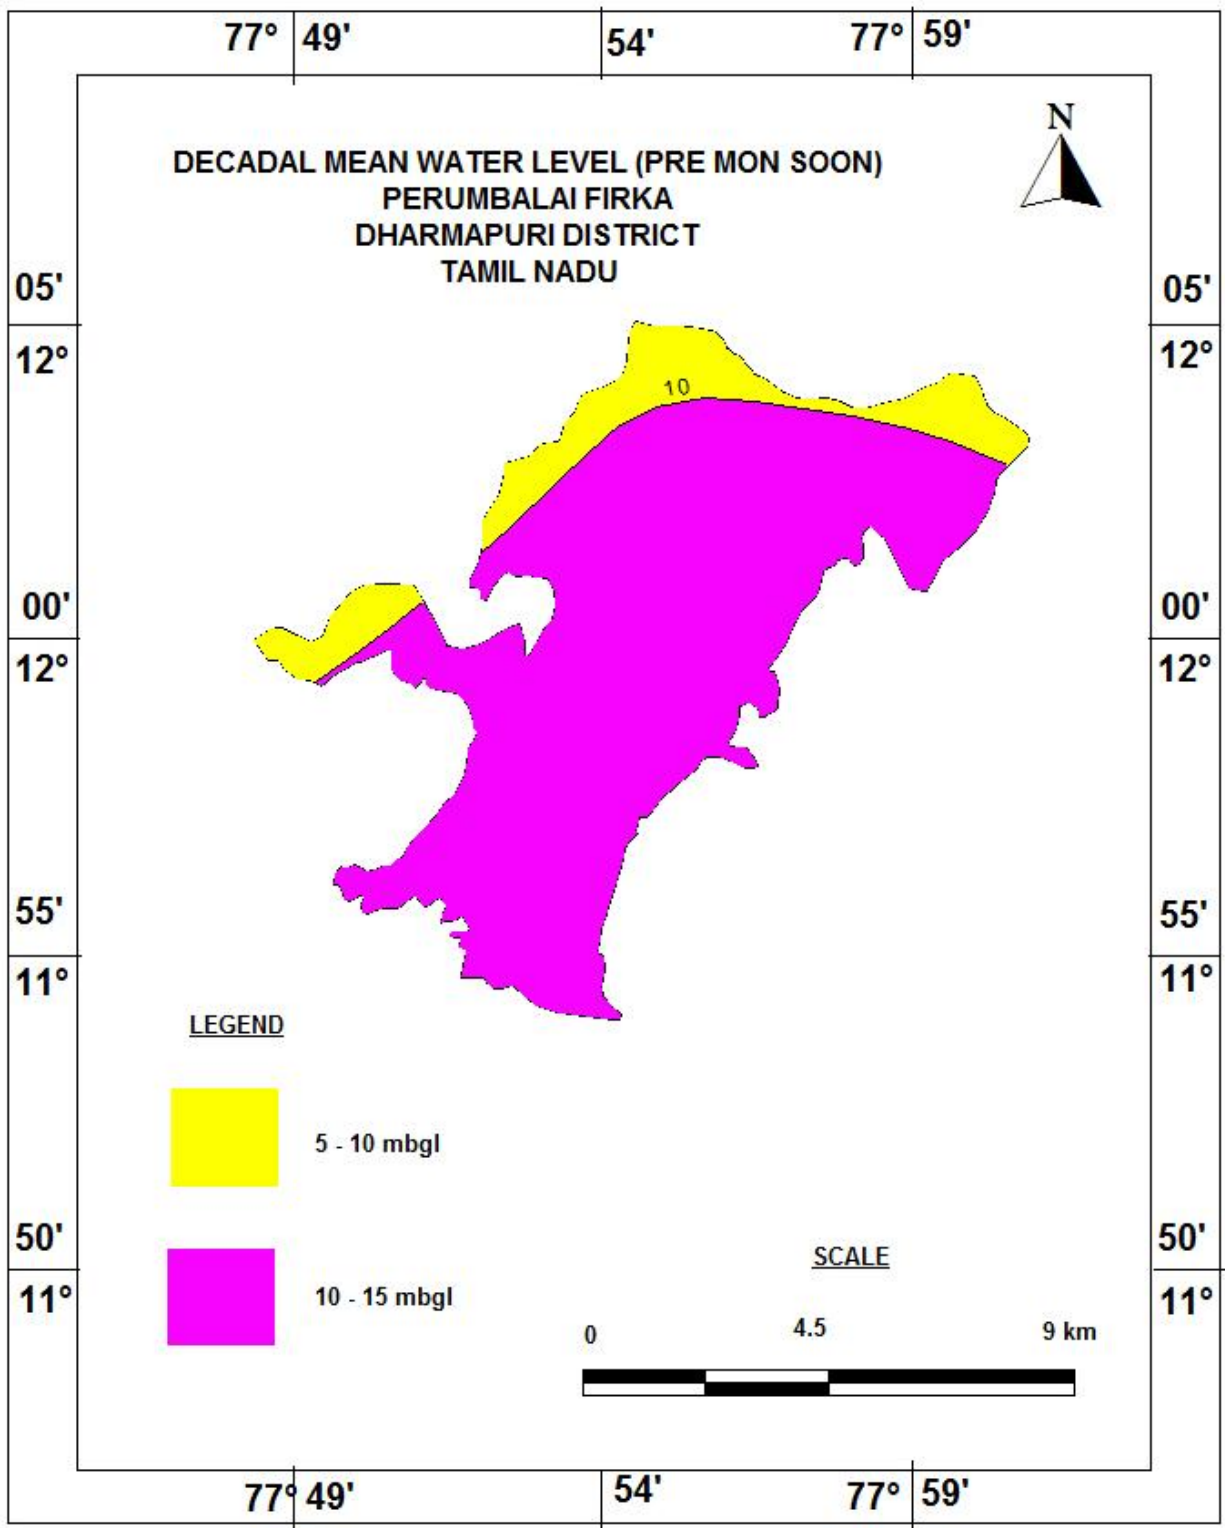 77° 49' 54' 77° 59'
N
DECADAL MEAN WATER LEVEL (PRE MON SOON)
PERUMBALAI FIRKA
DHARMAPURI DISTRICT
TAMIL NADU
05' 05'
12° 12°
10
00' 00'
12° 12°
55' 55'
11° 11°
LEGEND
5 - 10 mbgl
50' 50'
SCALE
11° 11°
10 - 15 mbgl
0 4.5 9 km
77° 49' 54' 77° 59'